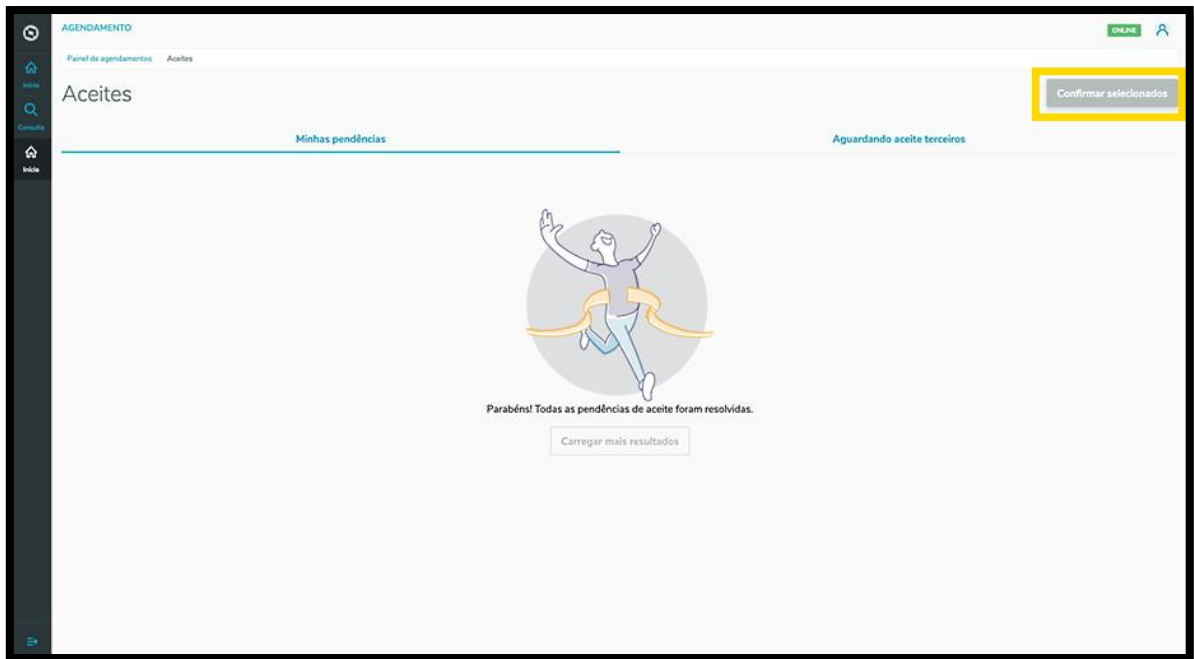 AGENDAMENTO
ONLINE
Painel de agendamentos Aceites
Início
Aceites
Confirmar selecionados
Consulta
Minhas pendências
Aguardando aceite terceiros
Início
Parabéns! Todas as pendências de aceite foram resolvidas.
Carregar mais resultados